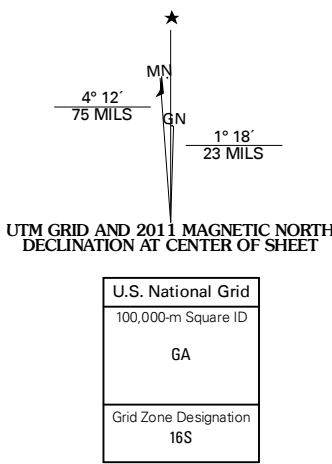 MN
GN
4° 12´
75 MILS
1° 18´
23 MILS
UTM GRID AND 2011 MAGNETIC NORTH
DECLINATION AT CENTER OF SHEET
U.S. National Grid
100,000-m Square ID
GA
Grid Zone Designation
16S